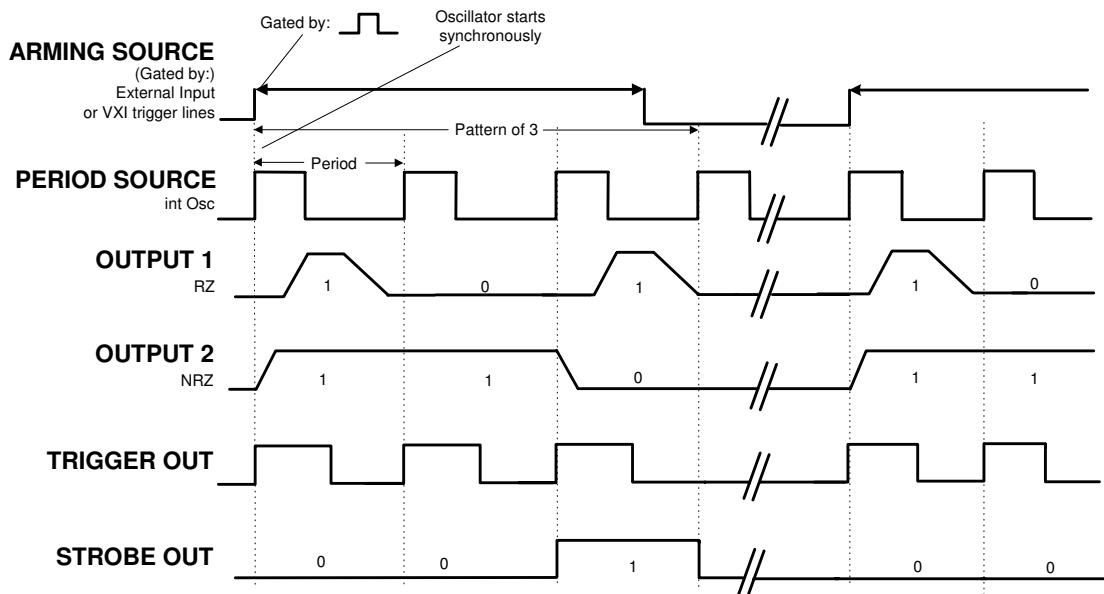 Gated by:
Oscillator starts
synchronously
ARMING SOURCE
(Gated by:)
External Input
or VXI trigger lines
Pattern of 3
Period
PERIOD SOURCE
int Osc
OUTPUT 1
RZ
1 0 1 1 0
OUTPUT 2
NRZ
1 1 0 1 1
TRIGGER OUT
STROBE OUT
0 0 1 0 0